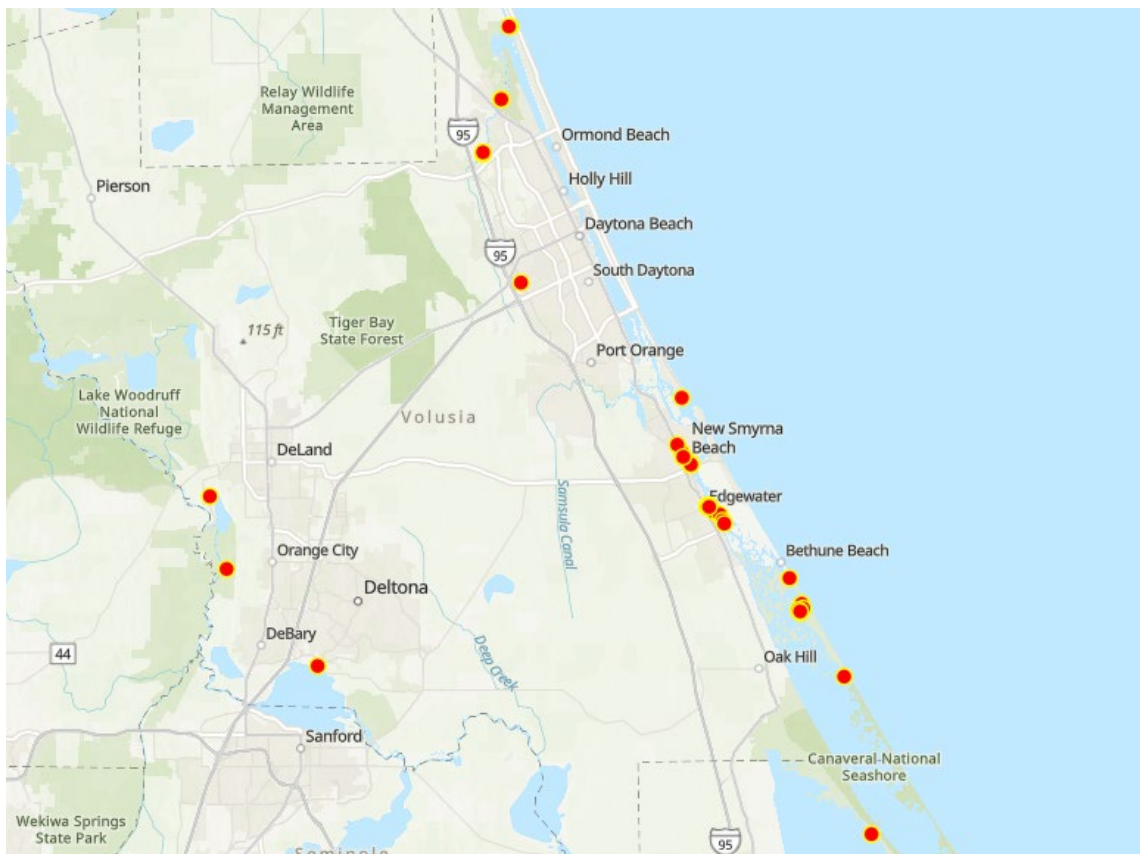 Relay Wildlife
Management
Area
95
Ormond Beach
Pierson
Holly Hill
Daytona Beach
95
South Daytona
115 ft
Tiger Bay
State Forest
Port Orange
Lake Woodruff
National
Wildlife Refuge
Volusia
New Smyrna
Beach
DeLand
Samsula Canal
Edgewater
Orange City
Bethune Beach
Deltona
DeBary
44
Deep Creek
Oak Hill
Sanford
Canaveral National
Seashore
Wekiwa Springs
State Park
95
Seminole